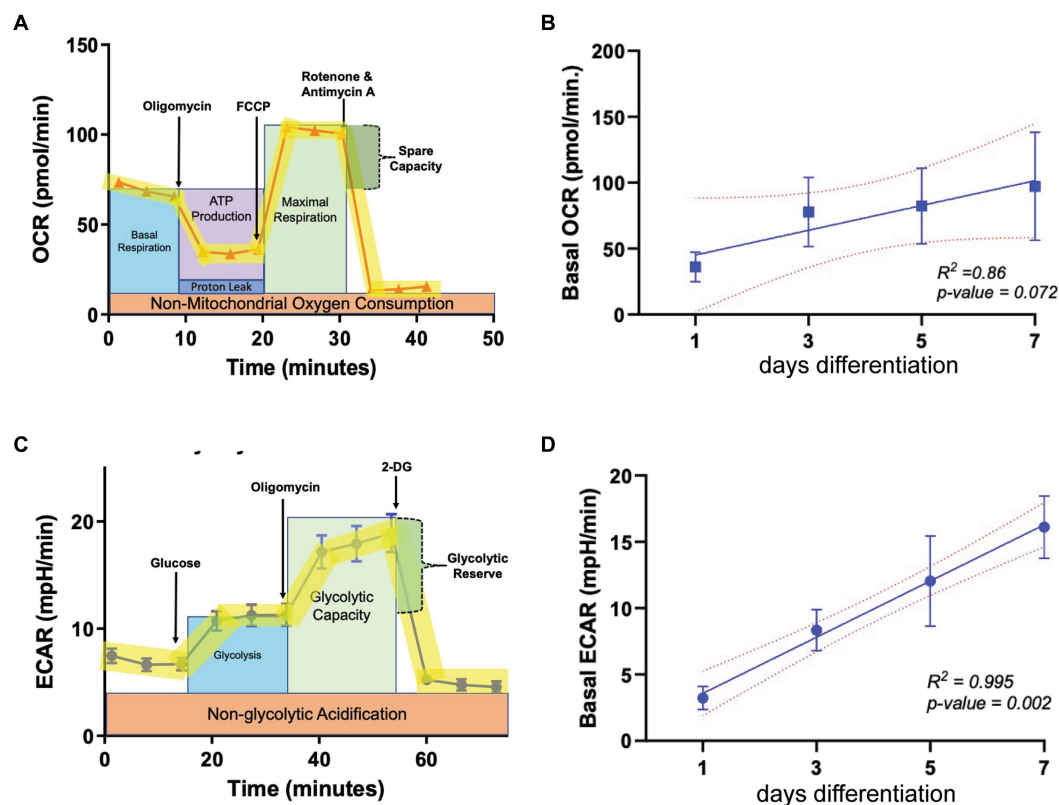 A
OCR (pmol/min)
150
100
50
0
Oligomycin
FCCP
Rotenone &
Antimycin A
Spare
Capacity
ATP
Production
Maximal
Respiration
Basal
Respiration
Proton Leak
Non-Mitochondrial Oxygen Consumption
0 10 20 30 40 50
Time (minutes)
B
Basal OCR (pmol/min.)
200
150
100
50
0
R² =0.86
p-value = 0.072
1 3 5 7
days differentiation
C
ECAR (mpH/min)
20
10
0
Glucose
Oligomycin
2-DG
Glycolytic
Reserve
Glycolytic
Capacity
Glycolysis
Non-glycolytic Acidification
0 20 40 60
Time (minutes)
D
Basal ECAR (mpH/min)
20
15
10
5
0
R² = 0.995
p-value = 0.002
1 3 5 7
days differentiation